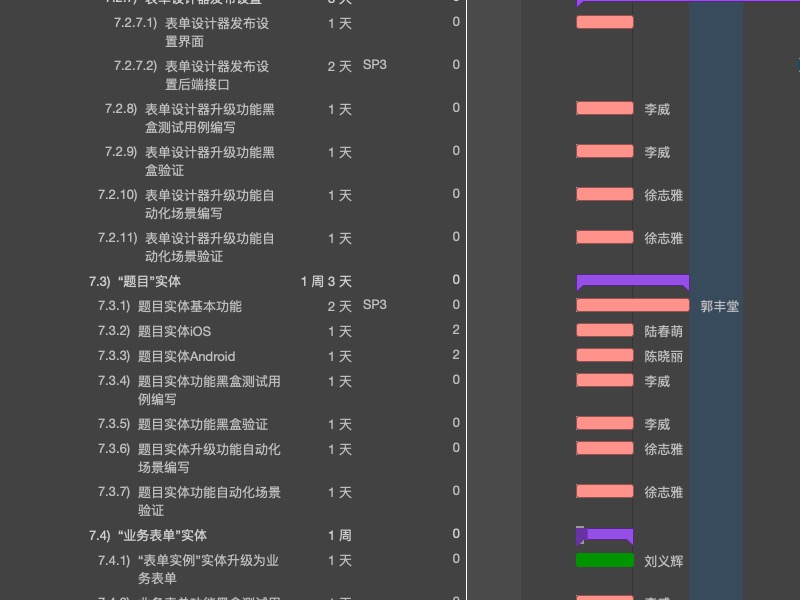 7.2.7.1) 表单设计器发布设 1 天 0
置界面
7.2.7.2) 表单设计器发布设 2 天 SP3 0
置后端接口
7.2.8) 表单设计器升级功能黑 1 天 0 李威
盒测试用例编写
7.2.9) 表单设计器升级功能黑 1 天 0 李威
盒验证
7.2.10) 表单设计器升级功能自 1 天 0 徐志雅
动化场景编写
7.2.11) 表单设计器升级功能自 1 天 0 徐志雅
动化场景验证
7.3) “题目”实体 1 周 3 天 0
7.3.1) 题目实体基本功能 2 天 SP3 0 郭丰堂
7.3.2) 题目实体iOS 1 天 2 陆春萌
7.3.3) 题目实体Android 1 天 2 陈晓丽
7.3.4) 题目实体功能黑盒测试用 1 天 0 李威
例编写
7.3.5) 题目实体功能黑盒验证 1 天 0 李威
7.3.6) 题目实体升级功能自动化 1 天 0 徐志雅
场景编写
7.3.7) 题目实体功能自动化场景 1 天 0 徐志雅
验证
7.4) “业务表单”实体 1 周 0
7.4.1) “表单实例”实体升级为业 1 天 0 刘义辉
务表单